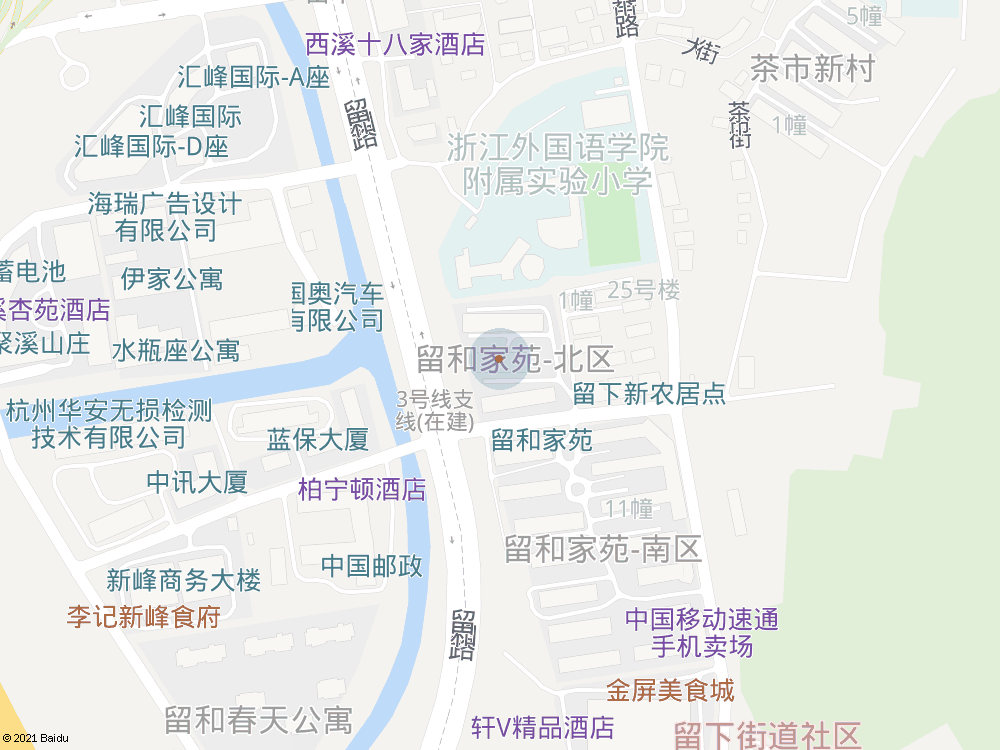 5幢
西溪十八家酒店
大街
汇峰国际-A座
茶市新村
汇峰国际
留和路
茶市街
1幢
汇峰国际-D座
浙江外国语学院
附属实验小学
海瑞广告设计
有限公司
蓄电池
伊家公寓
国奥汽车
有限公司
1幢
25号楼
溪杏苑酒店
聚溪山庄
水瓶座公寓
留和家苑-北区
3号线支
线(在建)
留下新农居点
杭州华安无损检测
技术有限公司
蓝保大厦
留和家苑
中讯大厦
柏宁顿酒店
11幢
留和家苑-南区
中国邮政
新峰商务大楼
李记新峰食府
留和路
中国移动速通
手机卖场
金屏美食城
留和春天公寓
轩V精品酒店
留下街道社区
© 2021 Baidu